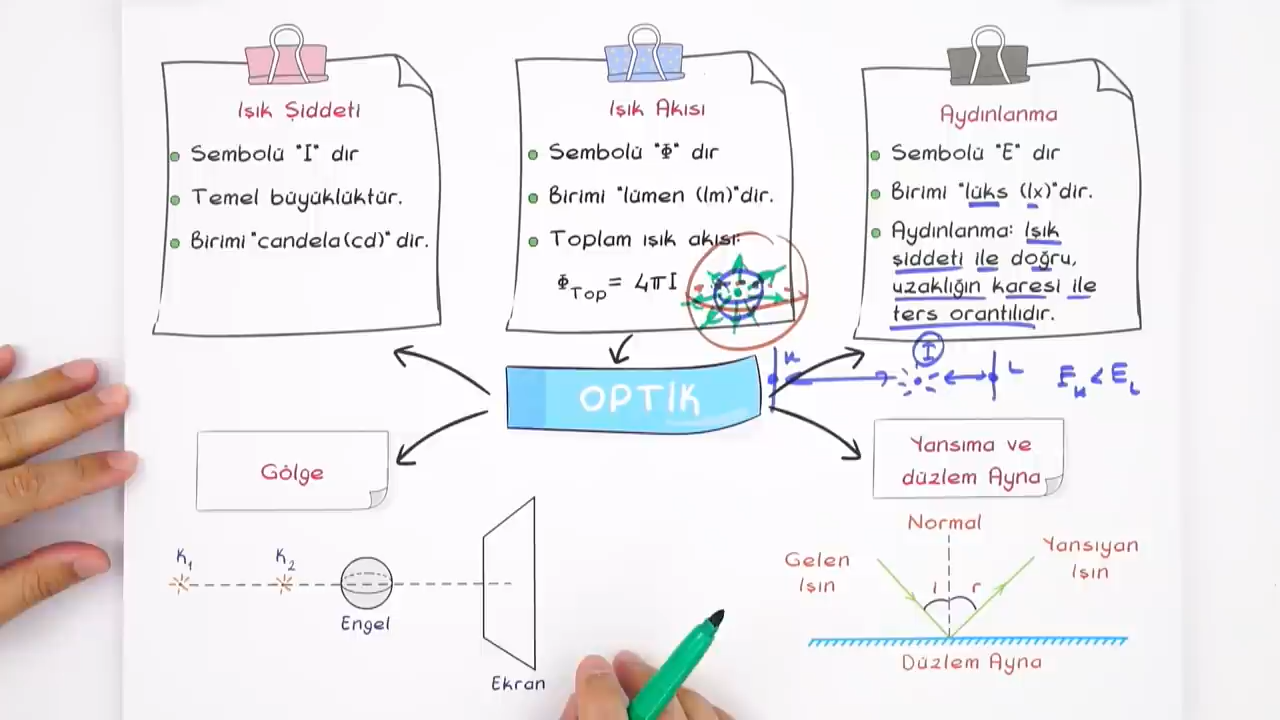 Işık Şiddeti
Sembolü "I" dır
Temel büyüklüktür.
Birimi "candela(cd)" dir.
Işık Akısı
Sembolü "Φ" dır
Birimi "lümen (lm)"dir.
Toplam ışık akısı:
ΦTop = 4πI
Aydınlanma
Sembolü "E" dır
Birimi "lüks (lx)"dir.
Aydınlanma: Işık
şiddeti ile doğru,
uzaklığın karesi ile
ters orantılıdır.
I
K
L
EK < EL
OPTİK
Gölge
K1
K2
Engel
Ekran
Yansıma ve
düzlem Ayna
Normal
Gelen
Işın
Yansıyan
Işın
i
r
Düzlem Ayna